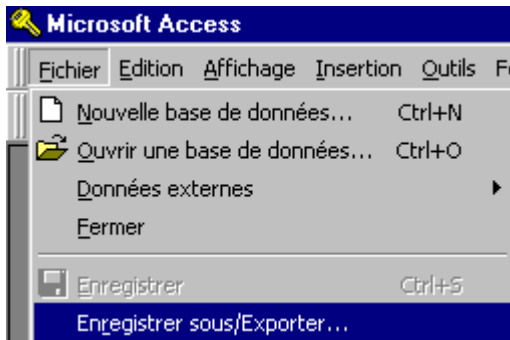 Microsoft Access
Fichier Edition Affichage Insertion Outils F
Nouvelle base de données... Ctrl+N
Ouvrir une base de données... Ctrl+O
Données externes
Fermer
Enregistrer Ctrl+S
Enregistrer sous/Exporter...